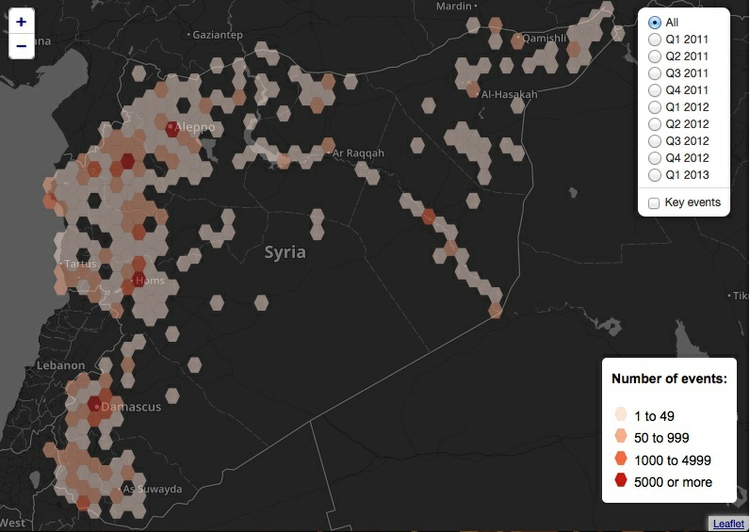 +
−
ana
Gaziantep
Mardin
Qamishli
Al-Hasakah
Aleppo
Ar Raqqah
Syria
Tartus
Homs
Tik
Lebanon
Damascus
As Suwayda
West
All
Q1 2011
Q2 2011
Q3 2011
Q4 2011
Q1 2012
Q2 2012
Q3 2012
Q4 2012
Q1 2013
Key events
Number of events:
1 to 49
50 to 999
1000 to 4999
5000 or more
Leaflet